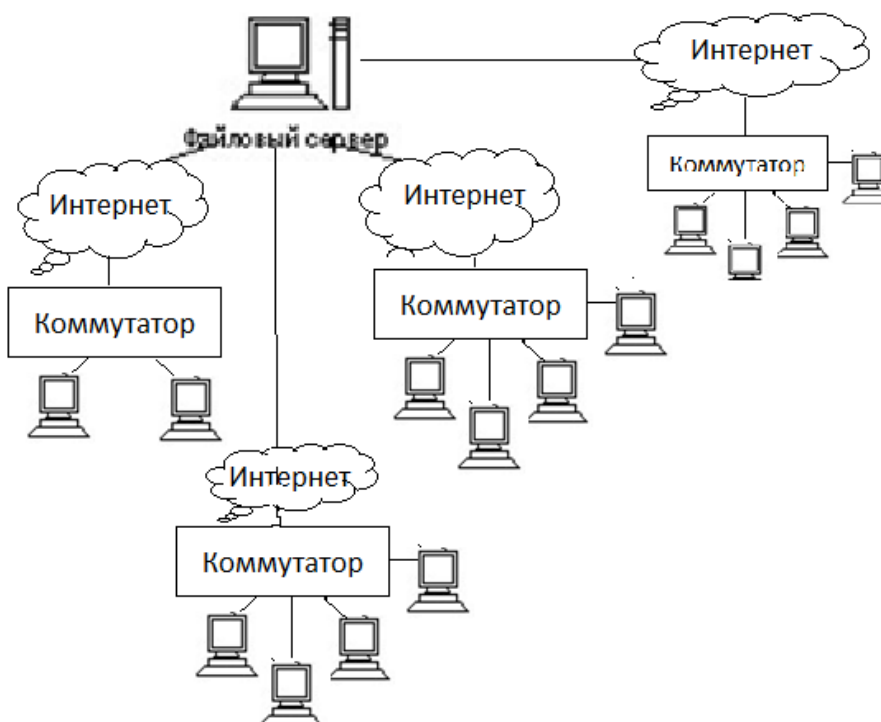 Интернет
Файловый сервер
Коммутатор
Интернет
Интернет
Коммутатор
Коммутатор
Интернет
Коммутатор